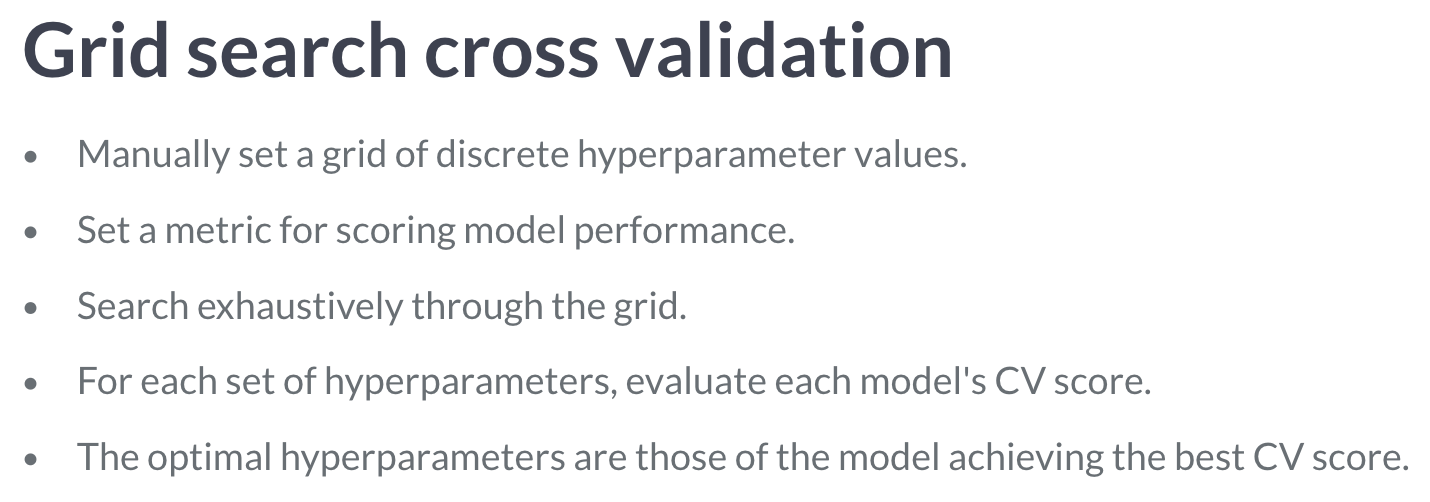 Grid search cross validation
• Manually set a grid of discrete hyperparameter values.
• Set a metric for scoring model performance.
• Search exhaustively through the grid.
• For each set of hyperparameters, evaluate each model's CV score.
• The optimal hyperparameters are those of the model achieving the best CV score.